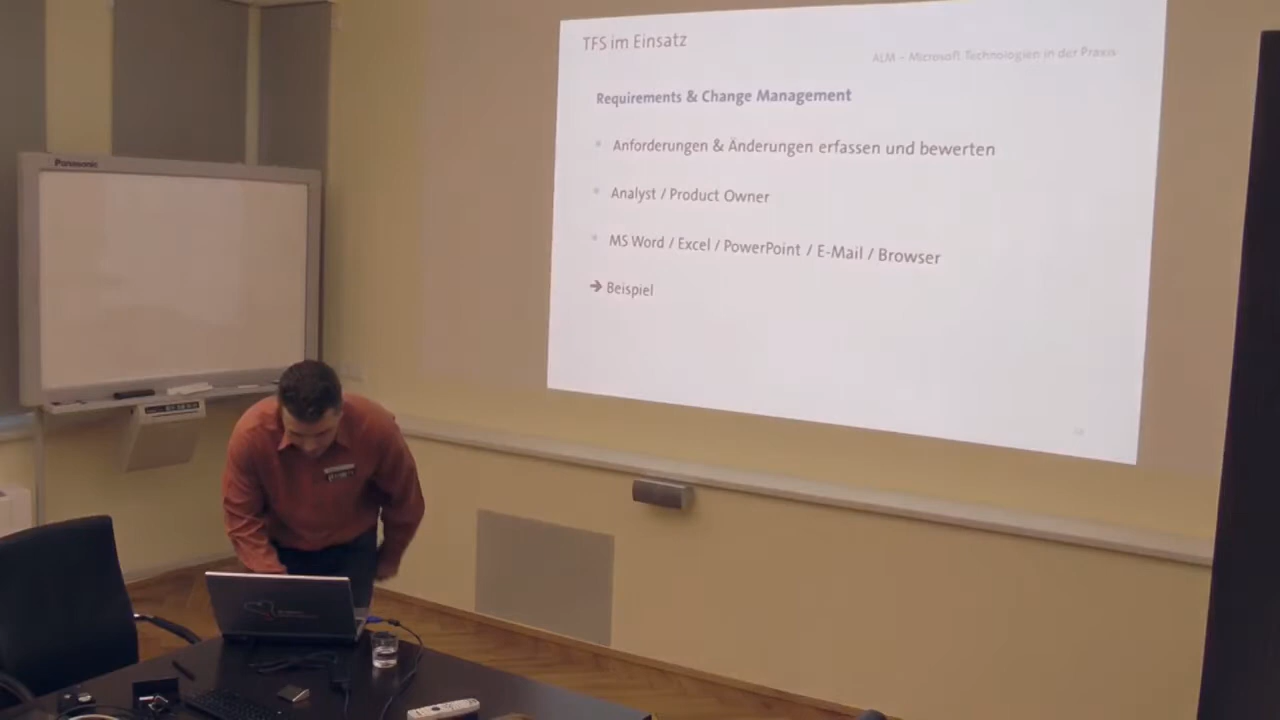 TFS im Einsatz
ALM – Microsoft Technologien in der Praxis
Requirements & Change Management
Anforderungen & Änderungen erfassen und bewerten
Analyst / Product Owner
MS Word / Excel / PowerPoint / E-Mail / Browser
➔ Beispiel
Panasonic